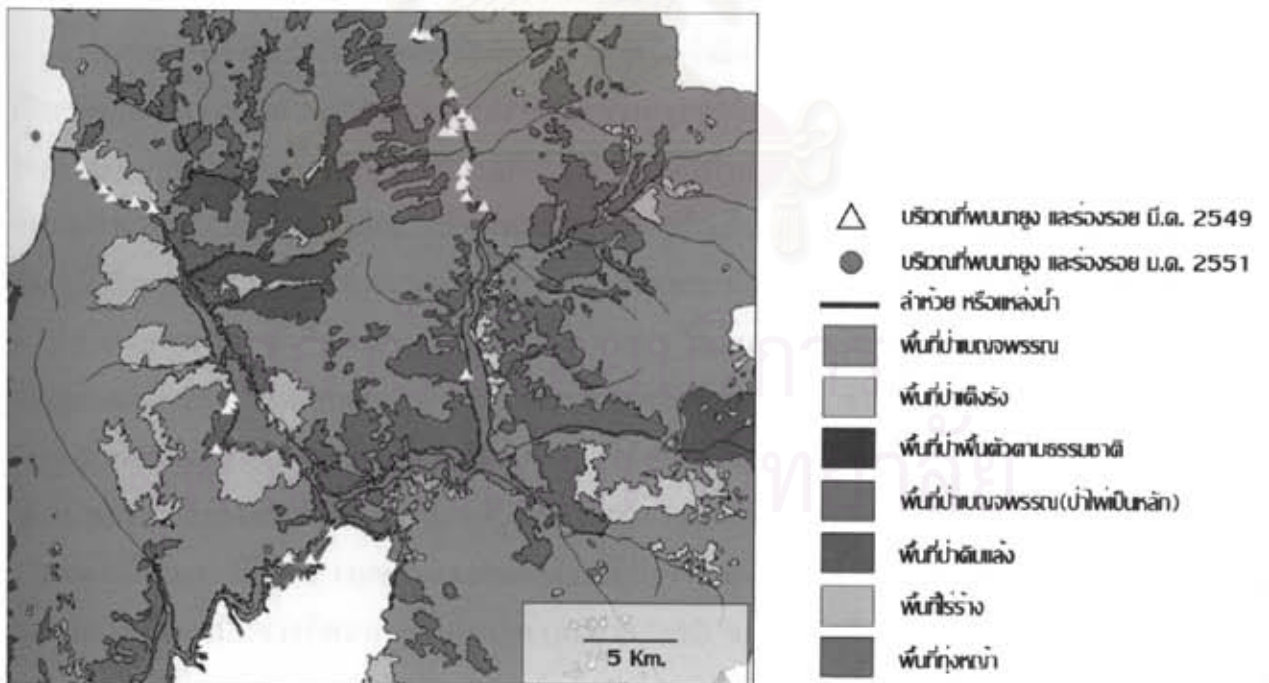 บริเวณที่พบนกยูง และร่องรอย มี.ค. 2549
บริเวณที่พบนกยูง และร่องรอย ม.ค. 2551
ลำห้วย หรือแหล่งน้ำ
พื้นที่ป่าเบญจพรรณ
พื้นที่ป่าเต็งรัง
พื้นที่ป่าฟื้นตัวตามธรรมชาติ
พื้นที่ป่าเบญจพรรณ(ป่าไผ่เป็นหลัก)
พื้นที่ป่าดิบแล้ง
พื้นที่ไร่ร้าง
พื้นที่ทุ่งหญ้า
5 Km.